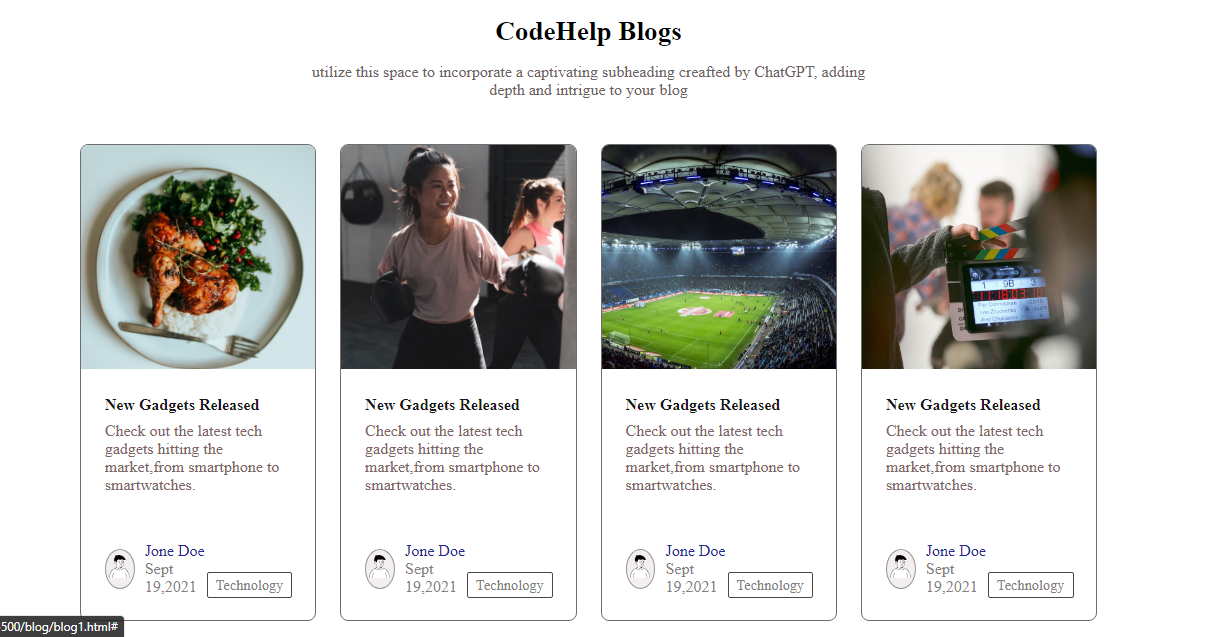 CodeHelp Blogs
utilize this space to incorporate a captivating subheading creafted by ChatGPT, adding
depth and intrigue to your blog
1 9B 3
New Gadgets Released
Check out the latest tech
gadgets hitting the
market,from smartphone to
smartwatches.
Jone Doe
Sept
19,2021
Technology
New Gadgets Released
Check out the latest tech
gadgets hitting the
market,from smartphone to
smartwatches.
Jone Doe
Sept
19,2021
Technology
New Gadgets Released
Check out the latest tech
gadgets hitting the
market,from smartphone to
smartwatches.
Jone Doe
Sept
19,2021
Technology
New Gadgets Released
Check out the latest tech
gadgets hitting the
market,from smartphone to
smartwatches.
Jone Doe
Sept
19,2021
Technology
500/blog/blog1.html#